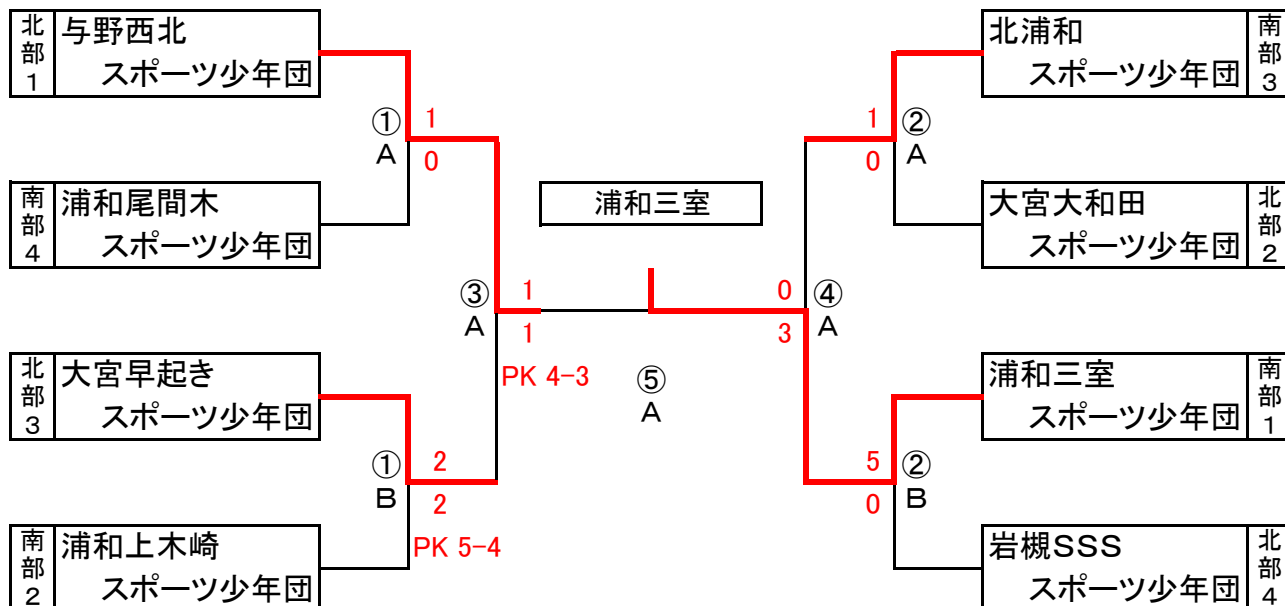 北部1
与野西北
スポーツ少年団
南部4
浦和尾間木
スポーツ少年団
北部3
大宮早起き
スポーツ少年団
南部2
浦和上木崎
スポーツ少年団
①
A
1
0
①
B
2
2
PK 5-4
③
A
1
1
PK 4-3
浦和三室
⑤
A
0
3
④
A
1
0
②
A
5
0
②
B
北浦和
スポーツ少年団
南部3
大宮大和田
スポーツ少年団
北部2
浦和三室
スポーツ少年団
南部1
岩槻SSS
スポーツ少年団
北部4